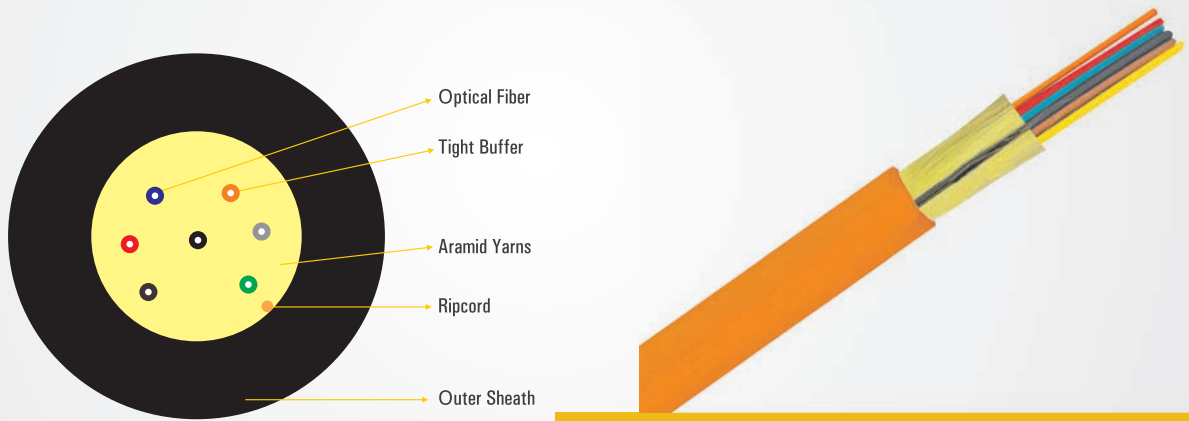 Optical Fiber
Tight Buffer
Aramid Yarns
Ripcord
Outer Sheath